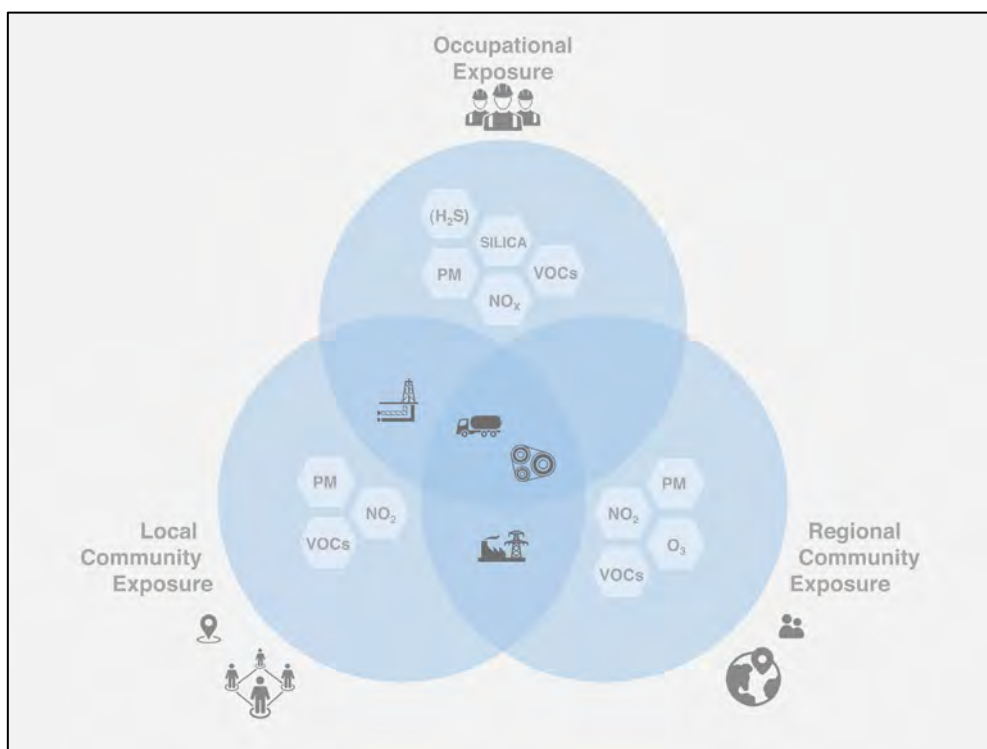 Occupational
Exposure
(H₂S)
SILICA
PM
VOCs
NOₓ
PM
NO₂
VOCs
PM
NO₂
O₃
VOCs
Local
Community
Exposure
Regional
Community
Exposure